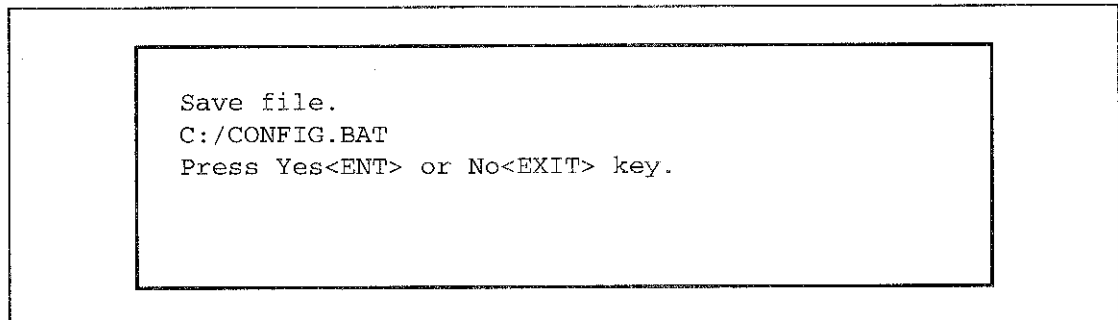 Save file.
C:/CONFIG.BAT
Press Yes<ENT> or No<EXIT> key.